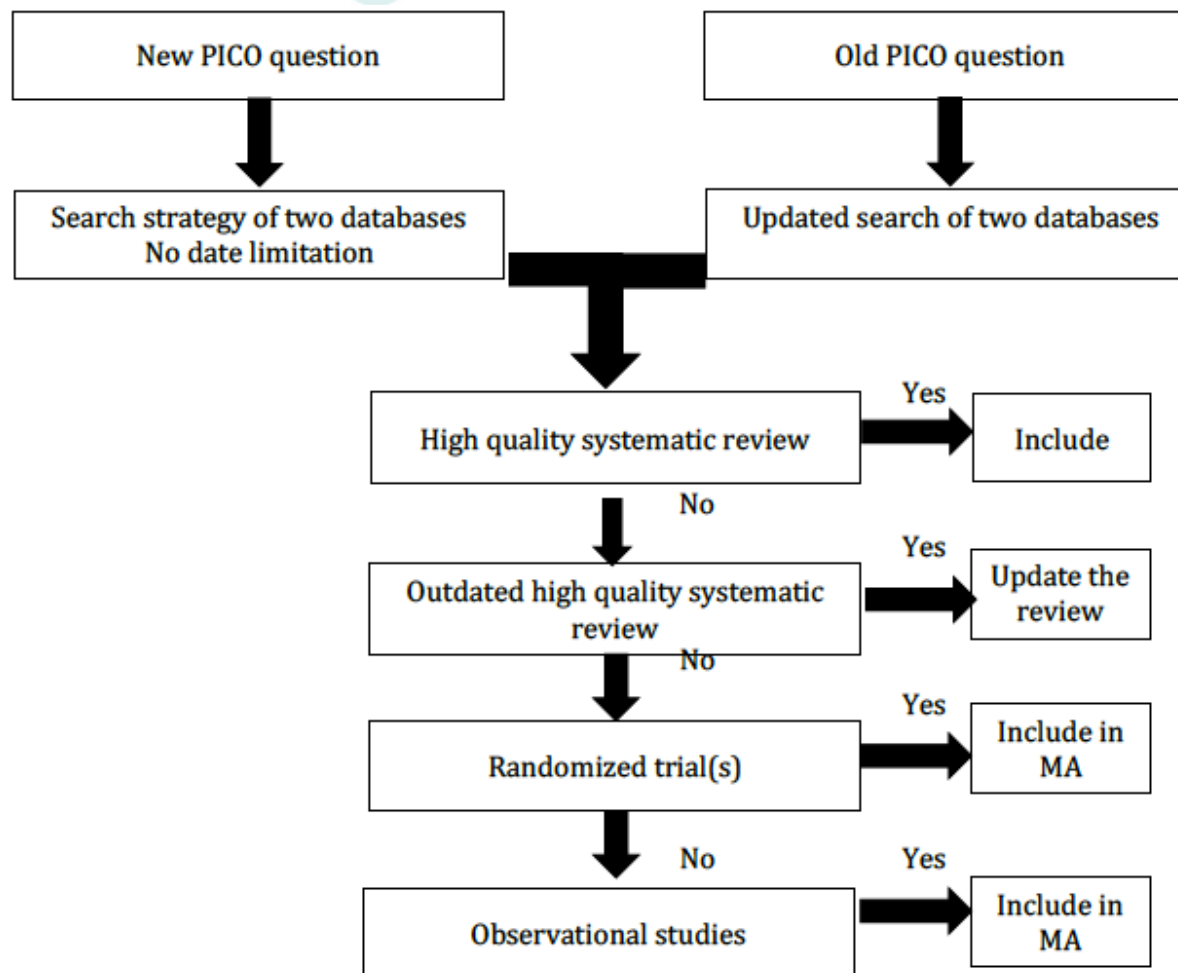 New PICO question
Old PICO question
Search strategy of two databases
No date limitation
Updated search of two databases
High quality systematic review
Yes
Include
No
Outdated high quality systematic
review
Yes
Update the
review
No
Randomized trial(s)
Yes
Include in
MA
No
Observational studies
Yes
Include in
MA